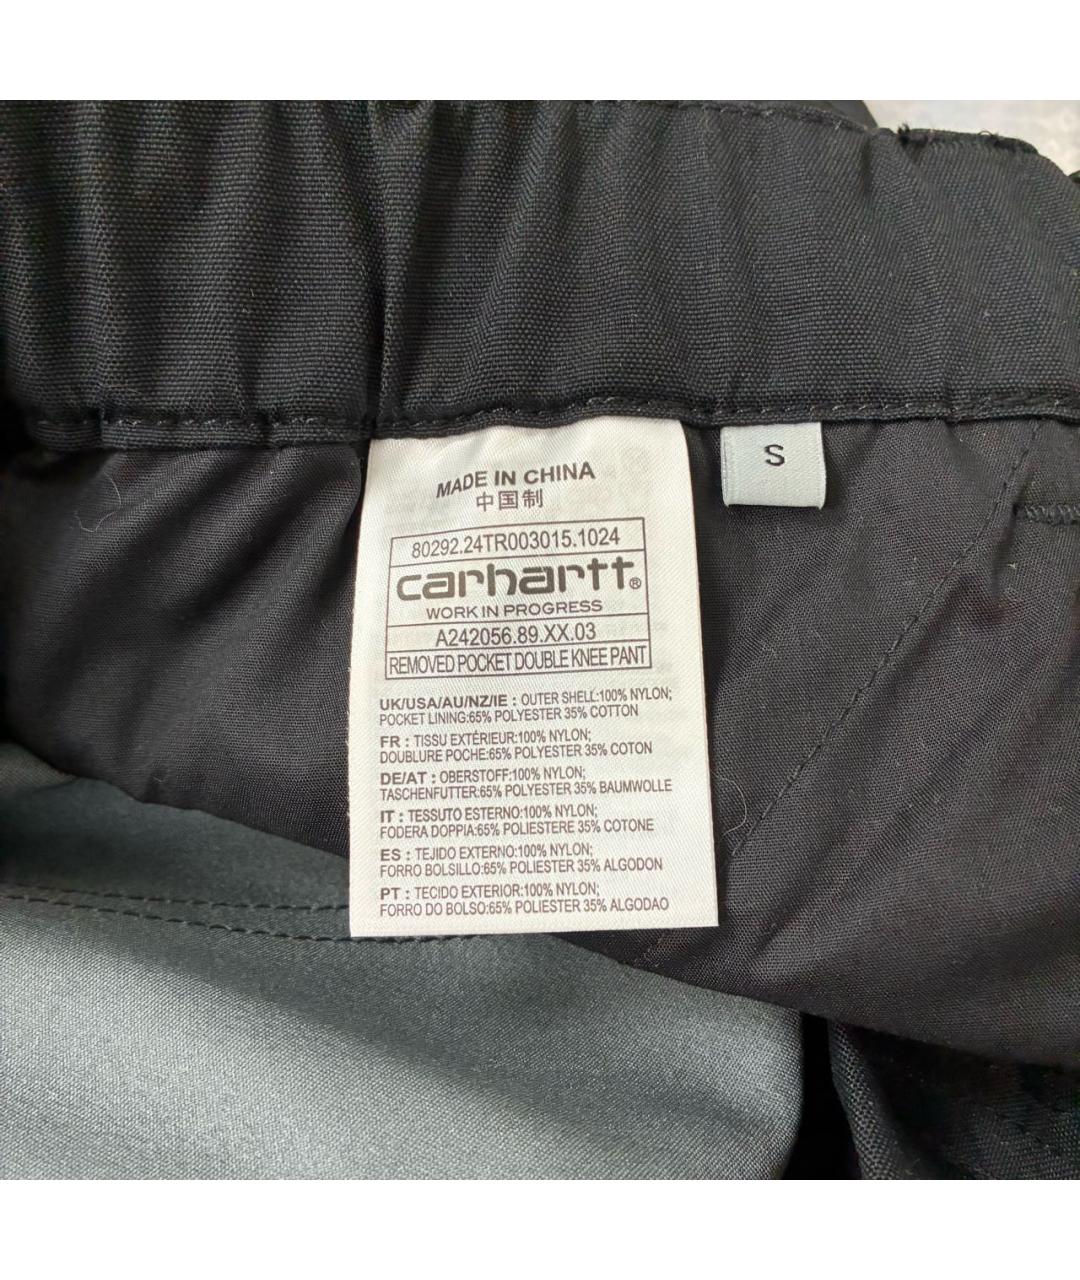 MADE IN CHINA
中国制
80292.24TR003015.1024
carhartt®
WORK IN PROGRESS
A242056.89.XX.03
REMOVED POCKET DOUBLE KNEE PANT
UK/USA/AU/NZ/IE : OUTER SHELL:100% NYLON;
POCKET LINING:65% POLYESTER 35% COTTON
FR : TISSU EXTÉRIEUR:100% NYLON;
DOUBLURE POCHE:65% POLYESTER 35% COTON
DE/AT : OBERSTOFF:100% NYLON;
TASCHENFUTTER:65% POLYESTER 35% BAUMWOLLE
IT : TESSUTO ESTERNO:100% NYLON;
FODERA DOPPIA:65% POLIESTERE 35% COTONE
ES : TEJIDO EXTERNO:100% NYLON;
FORRO BOLSILLO:65% POLYESTER 35% ALGODON
PT : TECIDO EXTERIOR:100% NYLON;
FORRO DO BOLSO:65% POLIESTER 35% ALGODAO
S